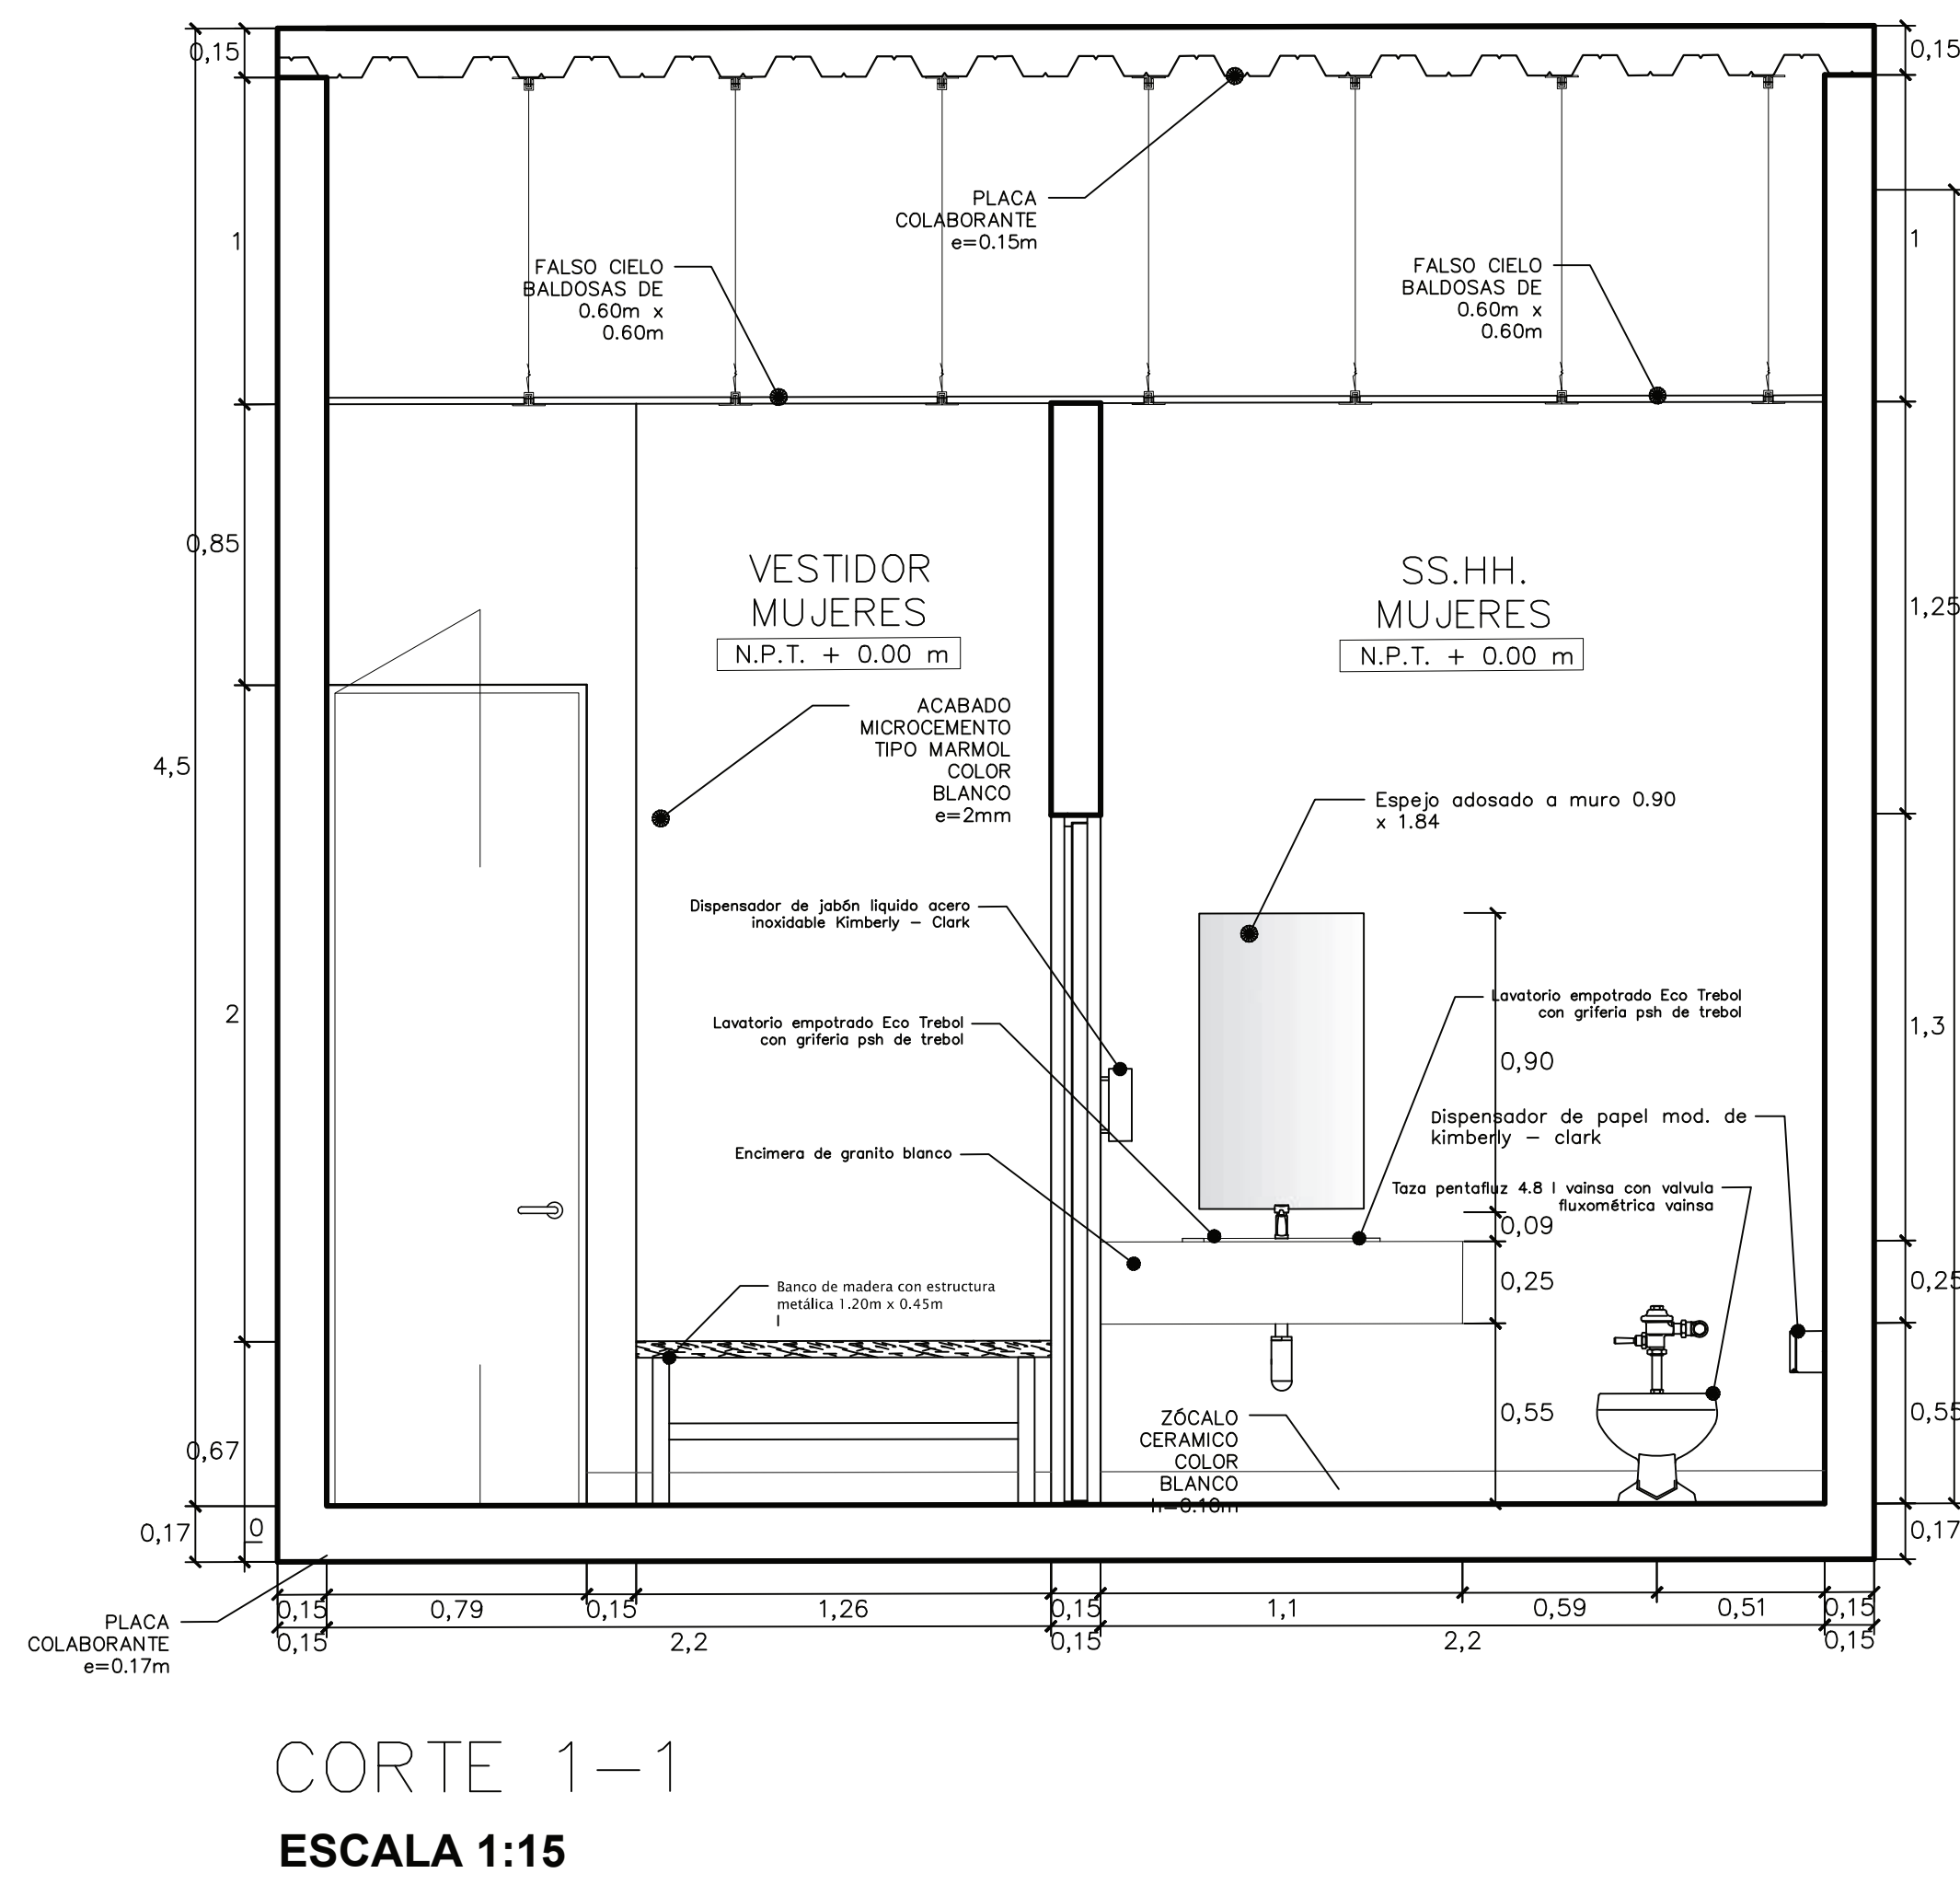 0,15
0,15
PLACA
COLABORANTE
e=0.15m
1
1
FALSO CIELO
BALDOSAS DE
0.60m x
0.60m
FALSO CIELO
BALDOSAS DE
0.60m x
0.60m
0,85
VESTIDOR
MUJERES
N.P.T. + 0.00 m
SS.HH.
MUJERES
N.P.T. + 0.00 m
1,25
ACABADO
MICROCEMENTO
TIPO MARMOL
COLOR
BLANCO
e=2mm
4,5
Espejo adosado a muro 0.90
x 1.84
Dispensador de jabón liquido acero
inoxidable Kimberly - Clark
2
Lavatorio empotrado Eco Trebol
con griferia psh de trebol
Lavatorio empotrado Eco Trebol
con griferia psh de trebol
1,3
0,90
Dispensador de papel mod. de
kimberly - clark
Encimera de granito blanco
Taza pentafluz 4.8 l vainsa con valvula
fluxométrica vainsa
0,09
0,25
0,25
Banco de madera con estructura
metálica 1.20m x 0.45m
l
0,67
ZÓCALO
CERAMICO
COLOR
BLANCO
h=0.10m
0,55
0,55
0,17
0
0,17
0,15
0,79
0,15
1,26
0,15
1,1
0,59
0,51
0,15
0,15
2,2
0,15
2,2
0,15
PLACA
COLABORANTE
e=0.17m
CORTE 1-1
ESCALA 1:15